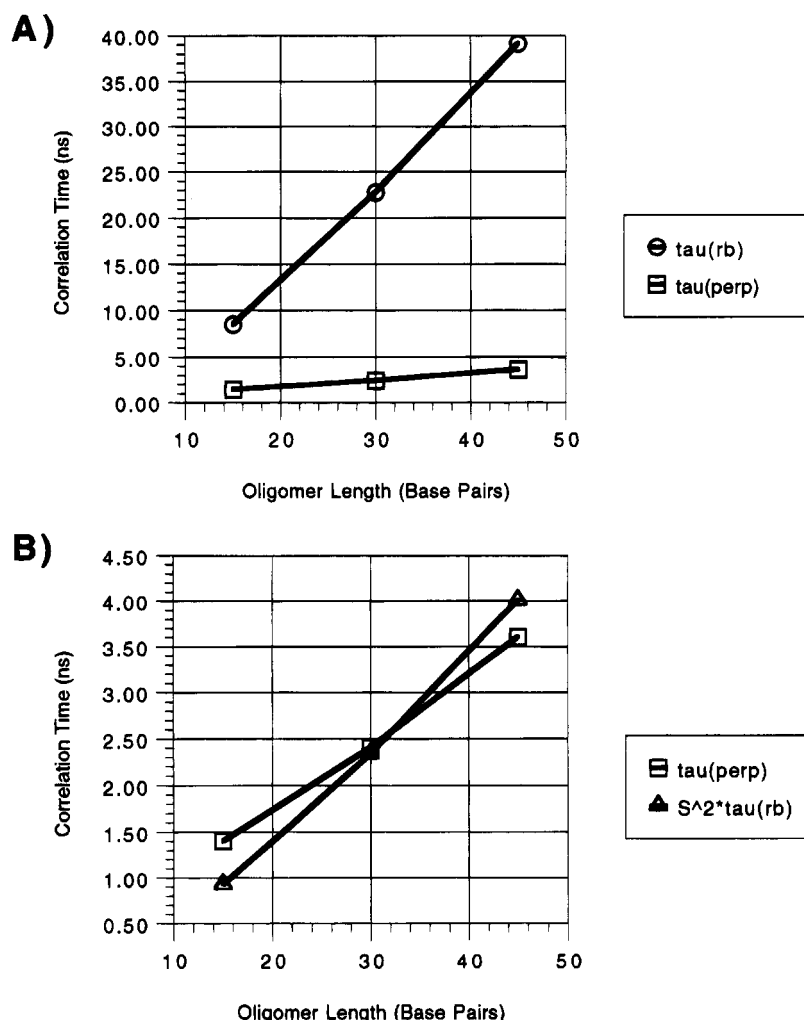 A)
Correlation Time (ns)
40.00
35.00
30.00
25.00
20.00
15.00
10.00
5.00
0.00
10 20 30 40 50
Oligomer Length (Base Pairs)
tau(rb)
tau(perp)
B)
Correlation Time (ns)
4.50
4.00
3.50
3.00
2.50
2.00
1.50
1.00
0.50
10 20 30 40 50
Oligomer Length (Base Pairs)
tau(perp)
S^2*tau(rb)